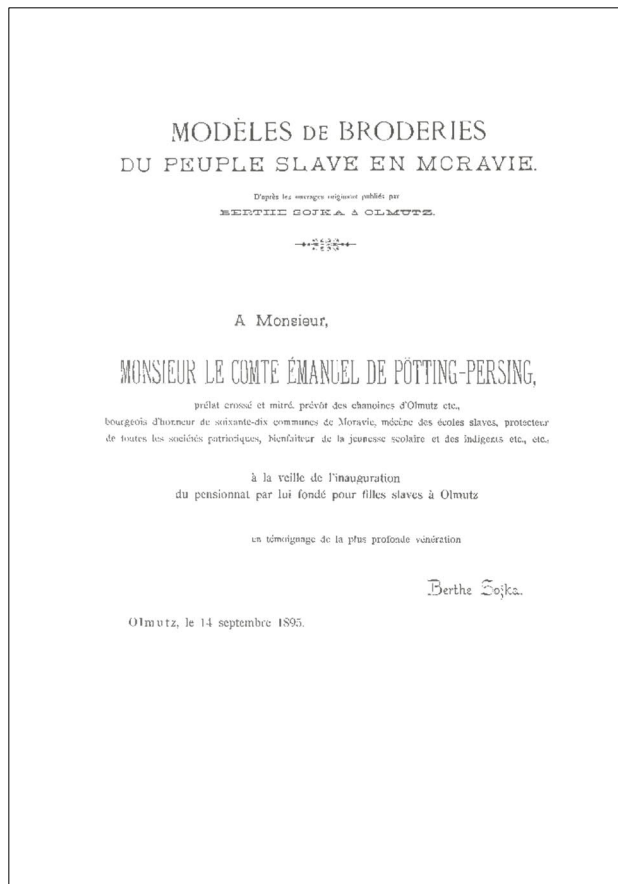 MODÈLES DE BRODERIES
DU PEUPLE SLAVE EN MORAVIE.
D'après les ouvrages originaux publiés par
BERTHE SOJKA à OLMUTZ.
A Monsieur,
MONSIEUR LE COMTE ÉMANUEL DE PÖTTING-PERSING,
prélat crossé et mitré, prévôt des chanoines d'Olmutz etc.,
bourgeois d'honneur de soixante-dix communes de Moravie, mécène des écoles slaves, protecteur
de toutes les sociétés patriotiques, bienfaiteur de la jeunesse scolaire et des indigents etc., etc.,
à la veille de l'inauguration
du pensionnat par lui fondé pour filles slaves à Olmutz
en témoignage de la plus profonde vénération
Berthe Sojka.
Olmutz, le 14 septembre 1895.